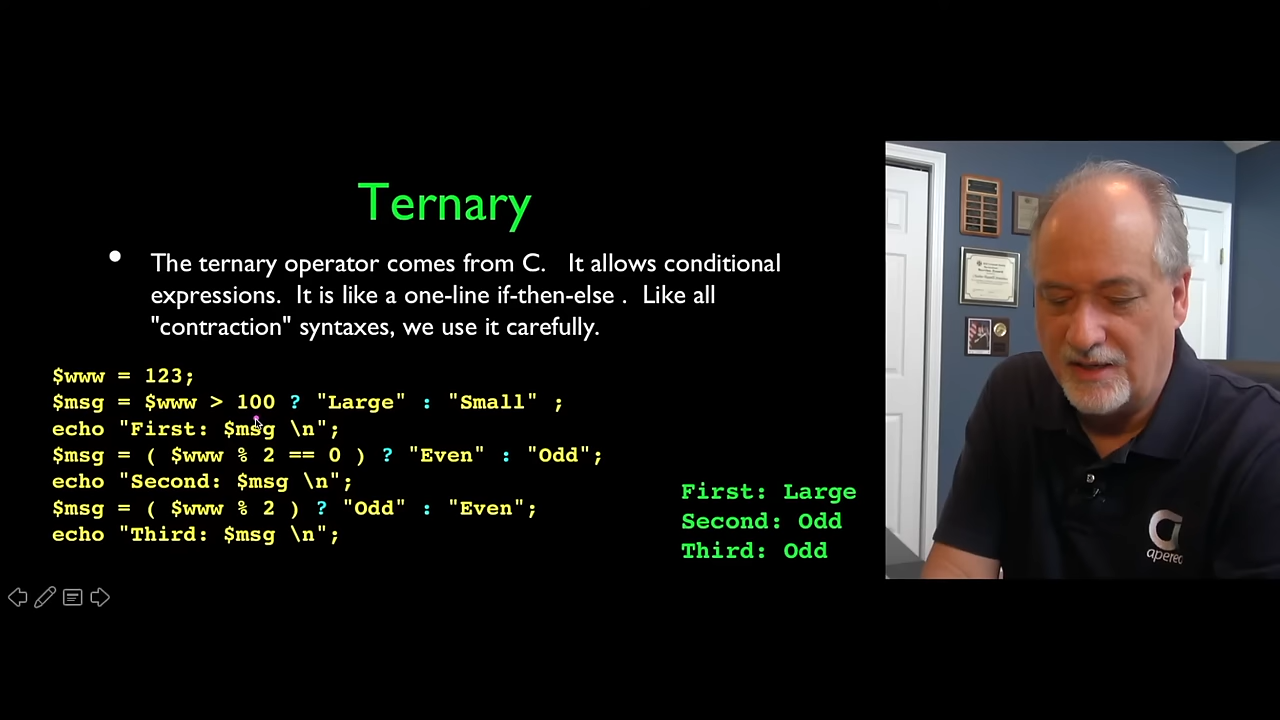 Ternary
The ternary operator comes from C. It allows conditional
expressions. It is like a one-line if-then-else . Like all
"contraction" syntaxes, we use it carefully.
$www = 123;
$msg = $www > 100 ? "Large" : "Small" ;
echo "First: $msg \n";
$msg = ( $www % 2 == 0 ) ? "Even" : "Odd";
echo "Second: $msg \n";
$msg = ( $www % 2 ) ? "Odd" : "Even";
echo "Third: $msg \n";
First: Large
Second: Odd
Third: Odd
apereo